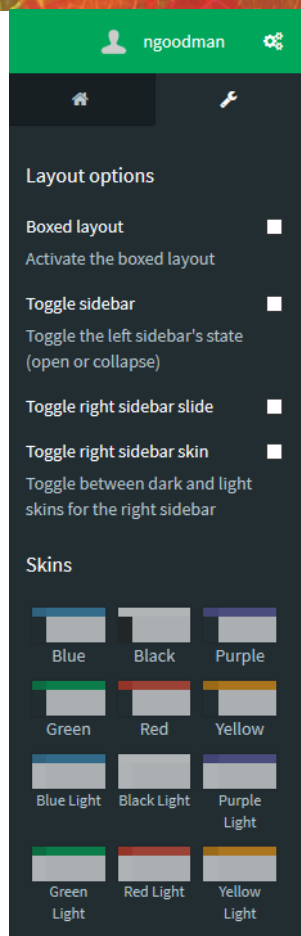 ngoodman
Layout options
Boxed layout
Activate the boxed layout
Toggle sidebar
Toggle the left sidebar's state
(open or collapse)
Toggle right sidebar slide
Toggle right sidebar skin
Toggle between dark and light
skins for the right sidebar
Skins
Blue Black Purple
Green Red Yellow
Blue Light Black Light Purple
Light
Green Red Light Yellow
Light Light